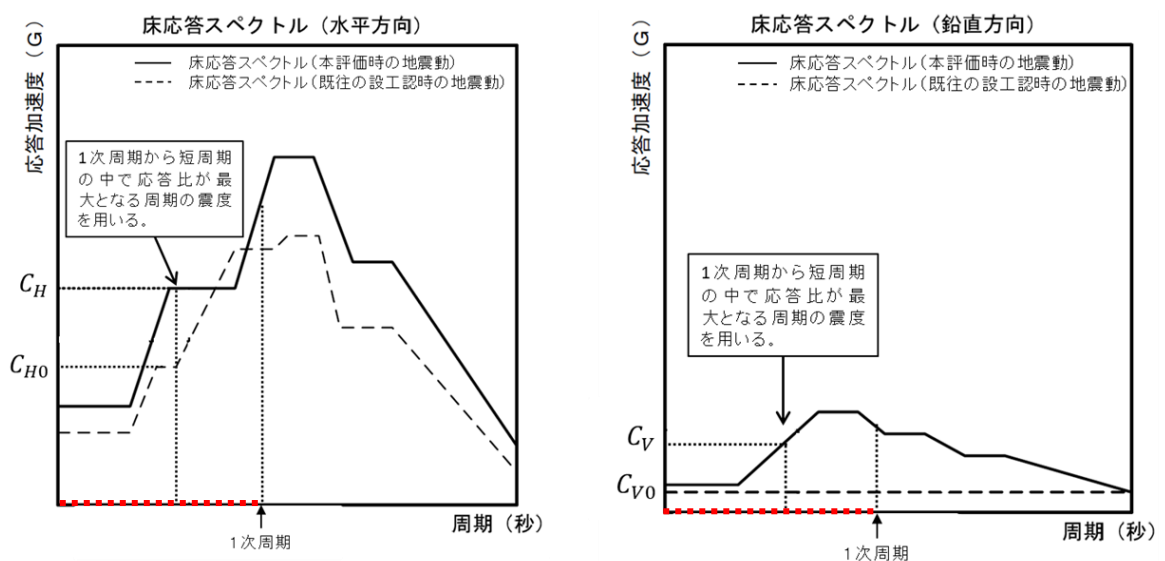 床応答スペクトル（水平方向）
応答加速度（G）
床応答スペクトル（本評価時の地震動）
床応答スペクトル（既往の設工認時の地震動）
1次周期から短周期
の中で応答比が最
大となる周期の震度
を用いる。
C_H
C_H0
周期（秒）
1次周期
床応答スペクトル（鉛直方向）
応答加速度（G）
床応答スペクトル（本評価時の地震動）
床応答スペクトル（既往の設工認時の地震動）
1次周期から短周期
の中で応答比が最
大となる周期の震度
を用いる。
C_V
C_V0
周期（秒）
1次周期